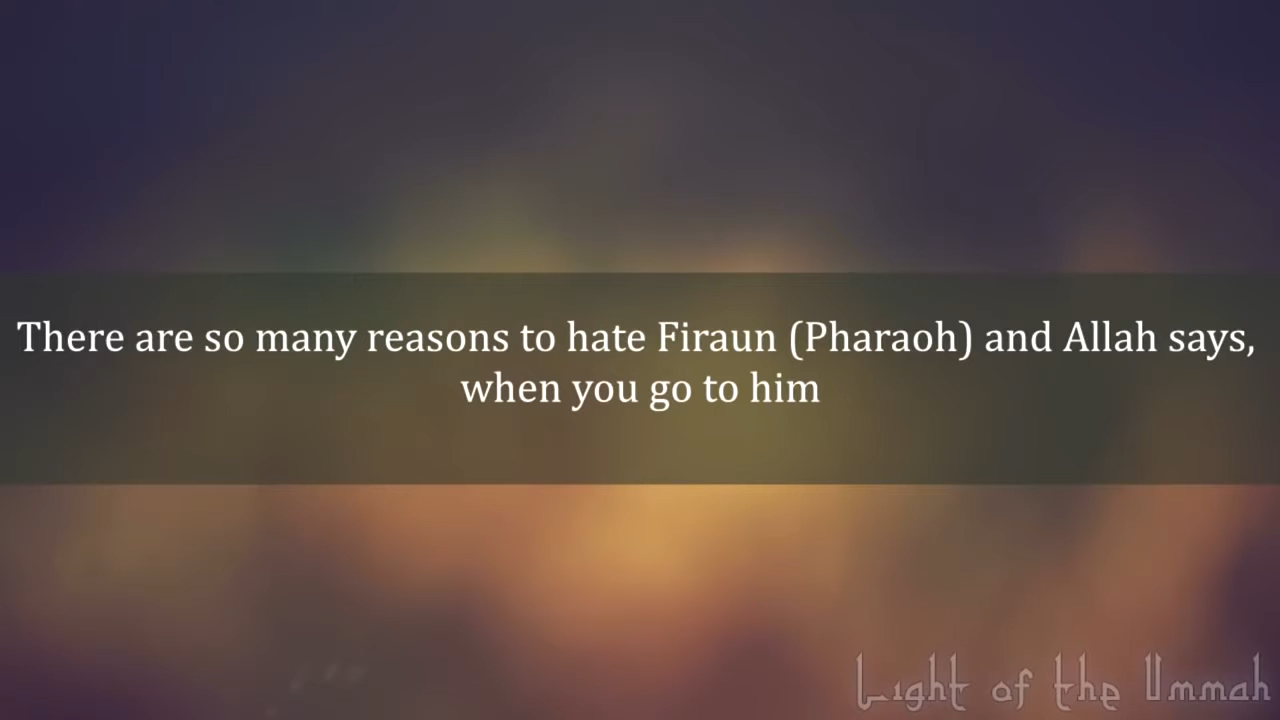 There are so many reasons to hate Firaun (Pharaoh) and Allah says,
when you go to him
Light of the Ummah